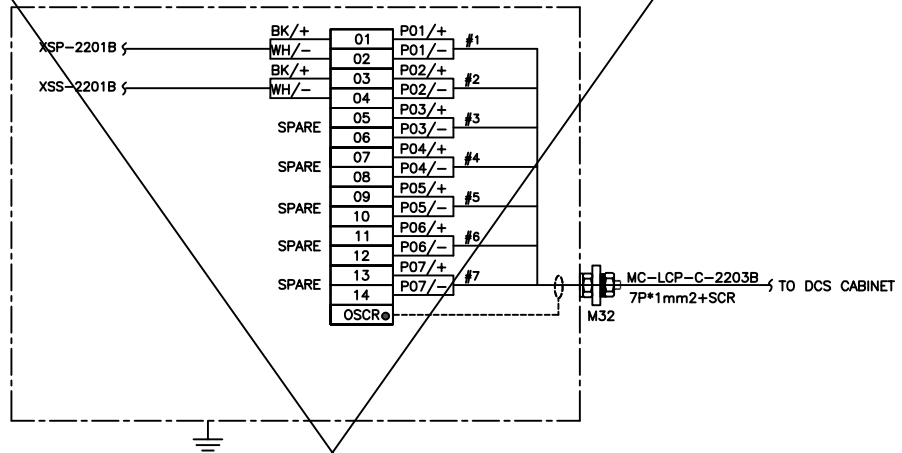 BK/+ 01 P01/+ #1
XSP-2201B WH/- 02 P01/-
BK/+ 03 P02/+ #2
XSS-2201B WH/- 04 P02/-
SPARE 05 P03/+ #3
06 P03/-
SPARE 07 P04/+ #4
08 P04/-
SPARE 09 P05/+ #5
10 P05/-
SPARE 11 P06/+ #6
12 P06/-
SPARE 13 P07/+ #7
14 P07/-
OSCR
MC-LCP-C-2203B
7P*1mm2+SCR
TO DCS CABINET
M32